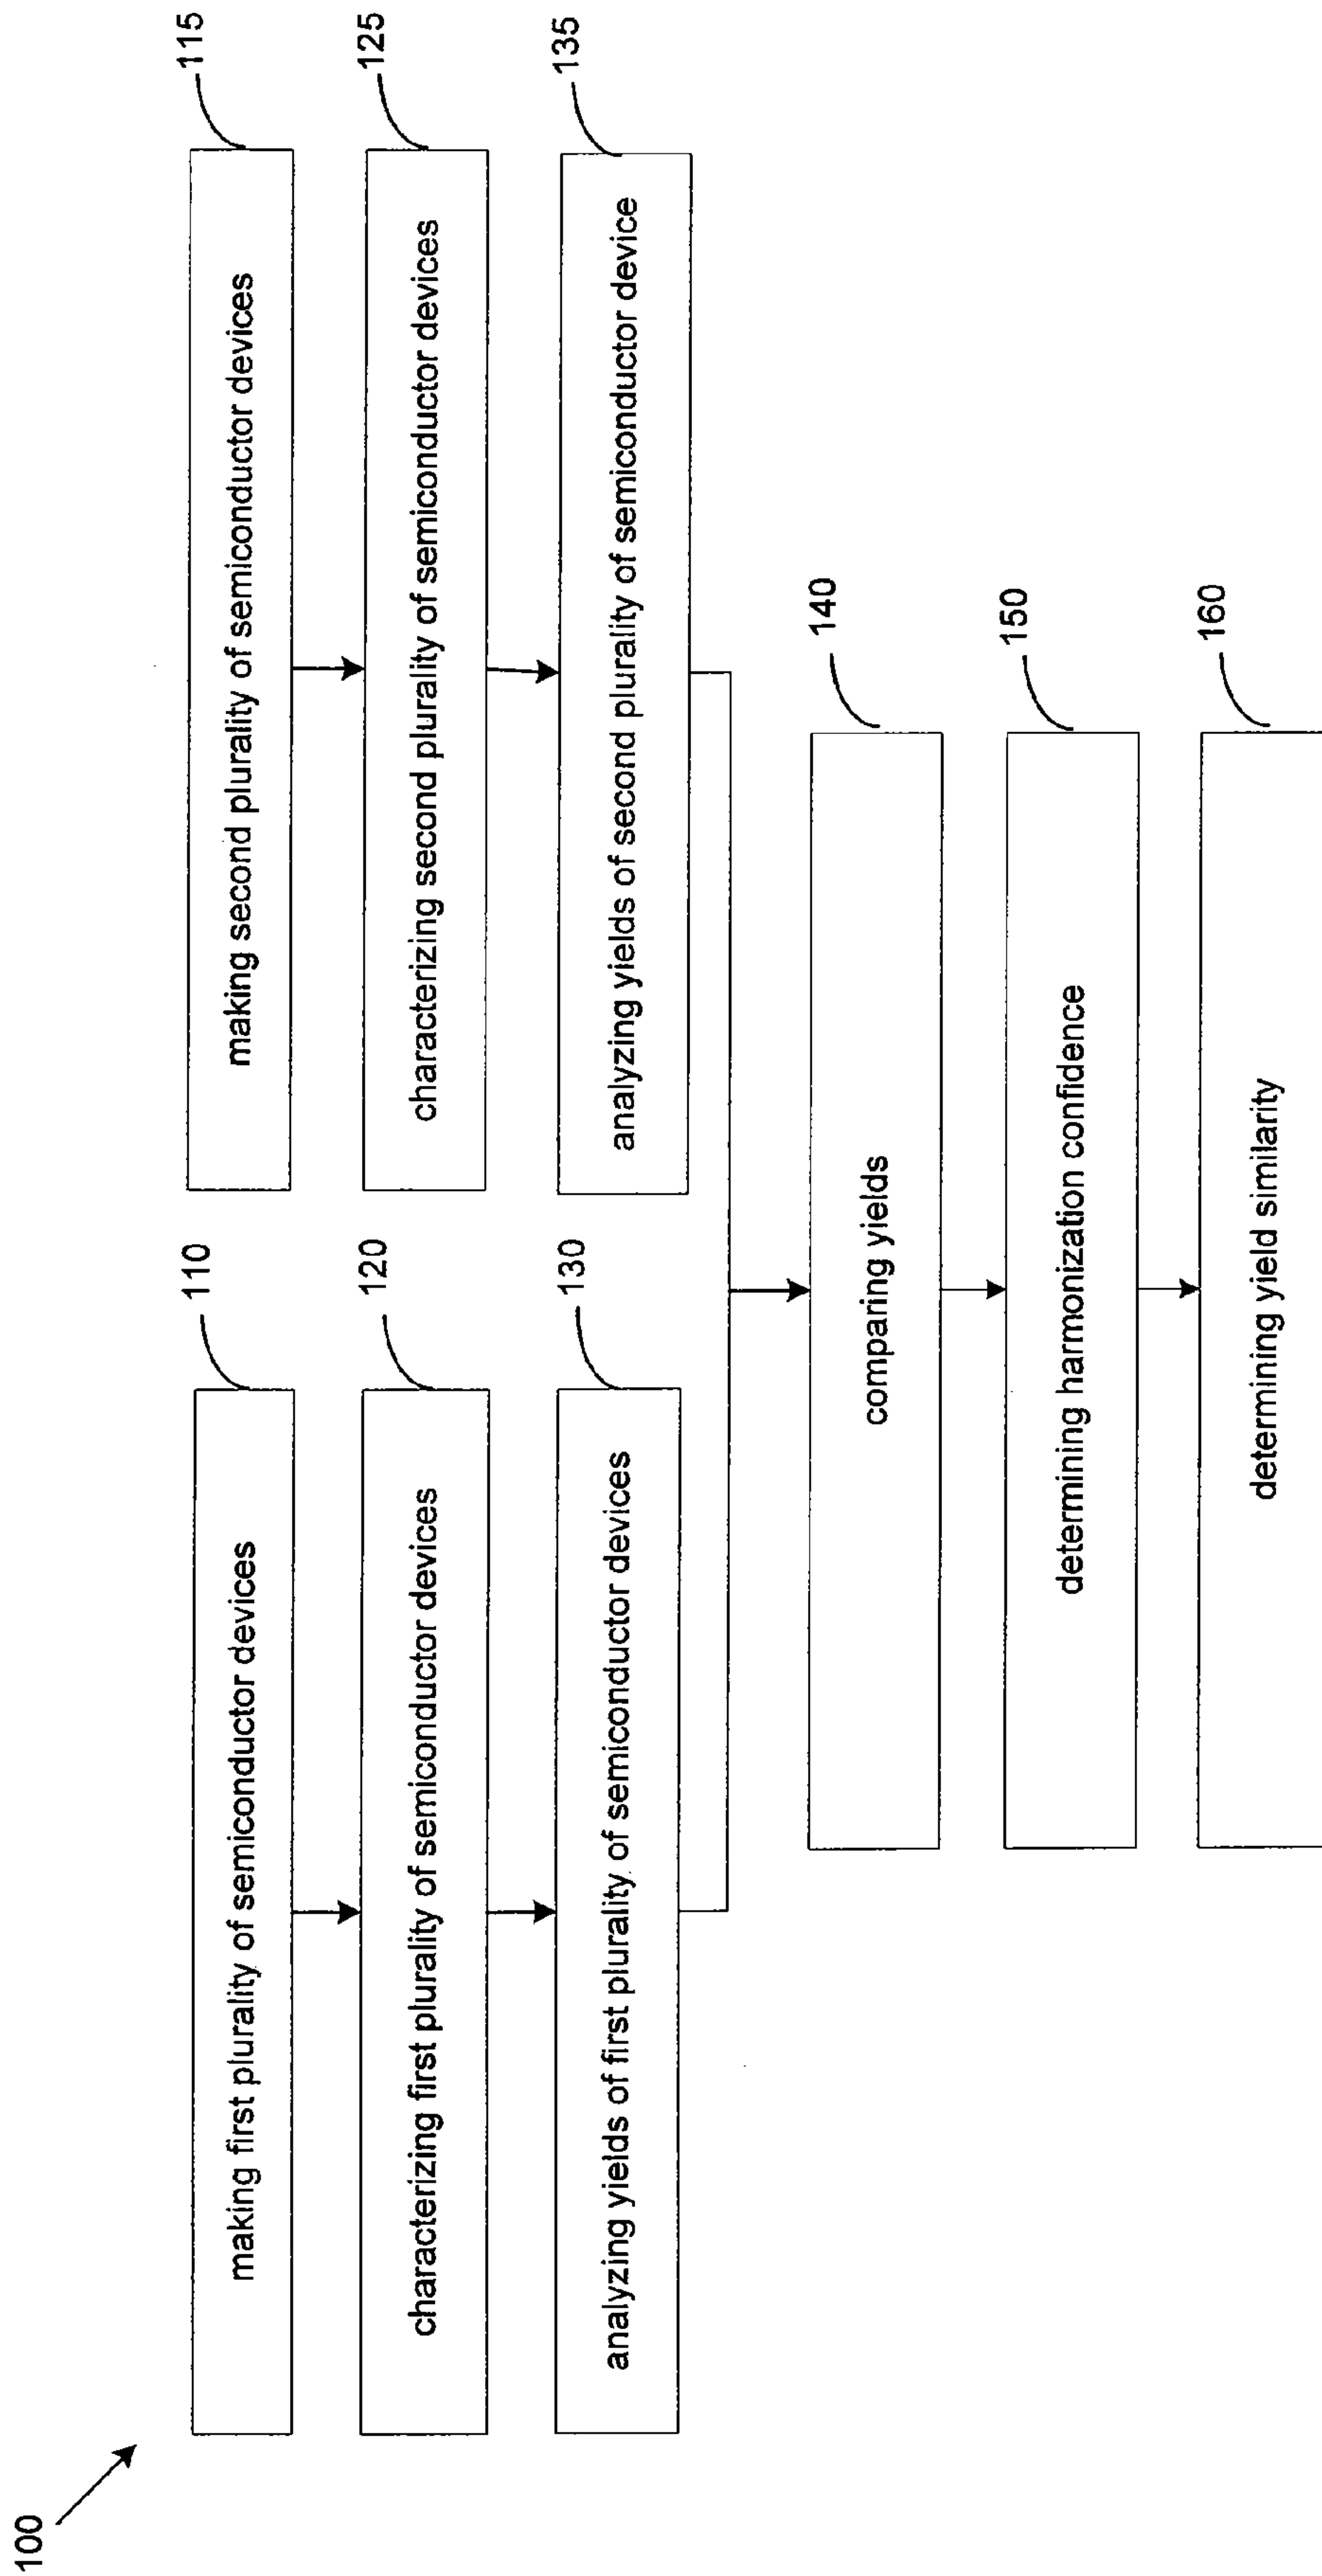 100
110
making first plurality of semiconductor devices
115
making second plurality of semiconductor devices
120
characterizing first plurality of semiconductor devices
125
characterizing second plurality of semiconductor devices
130
analyzing yields of first plurality of semiconductor devices
135
analyzing yields of second plurality of semiconductor device
140
comparing yields
150
determining harmonization confidence
160
determining yield similarity